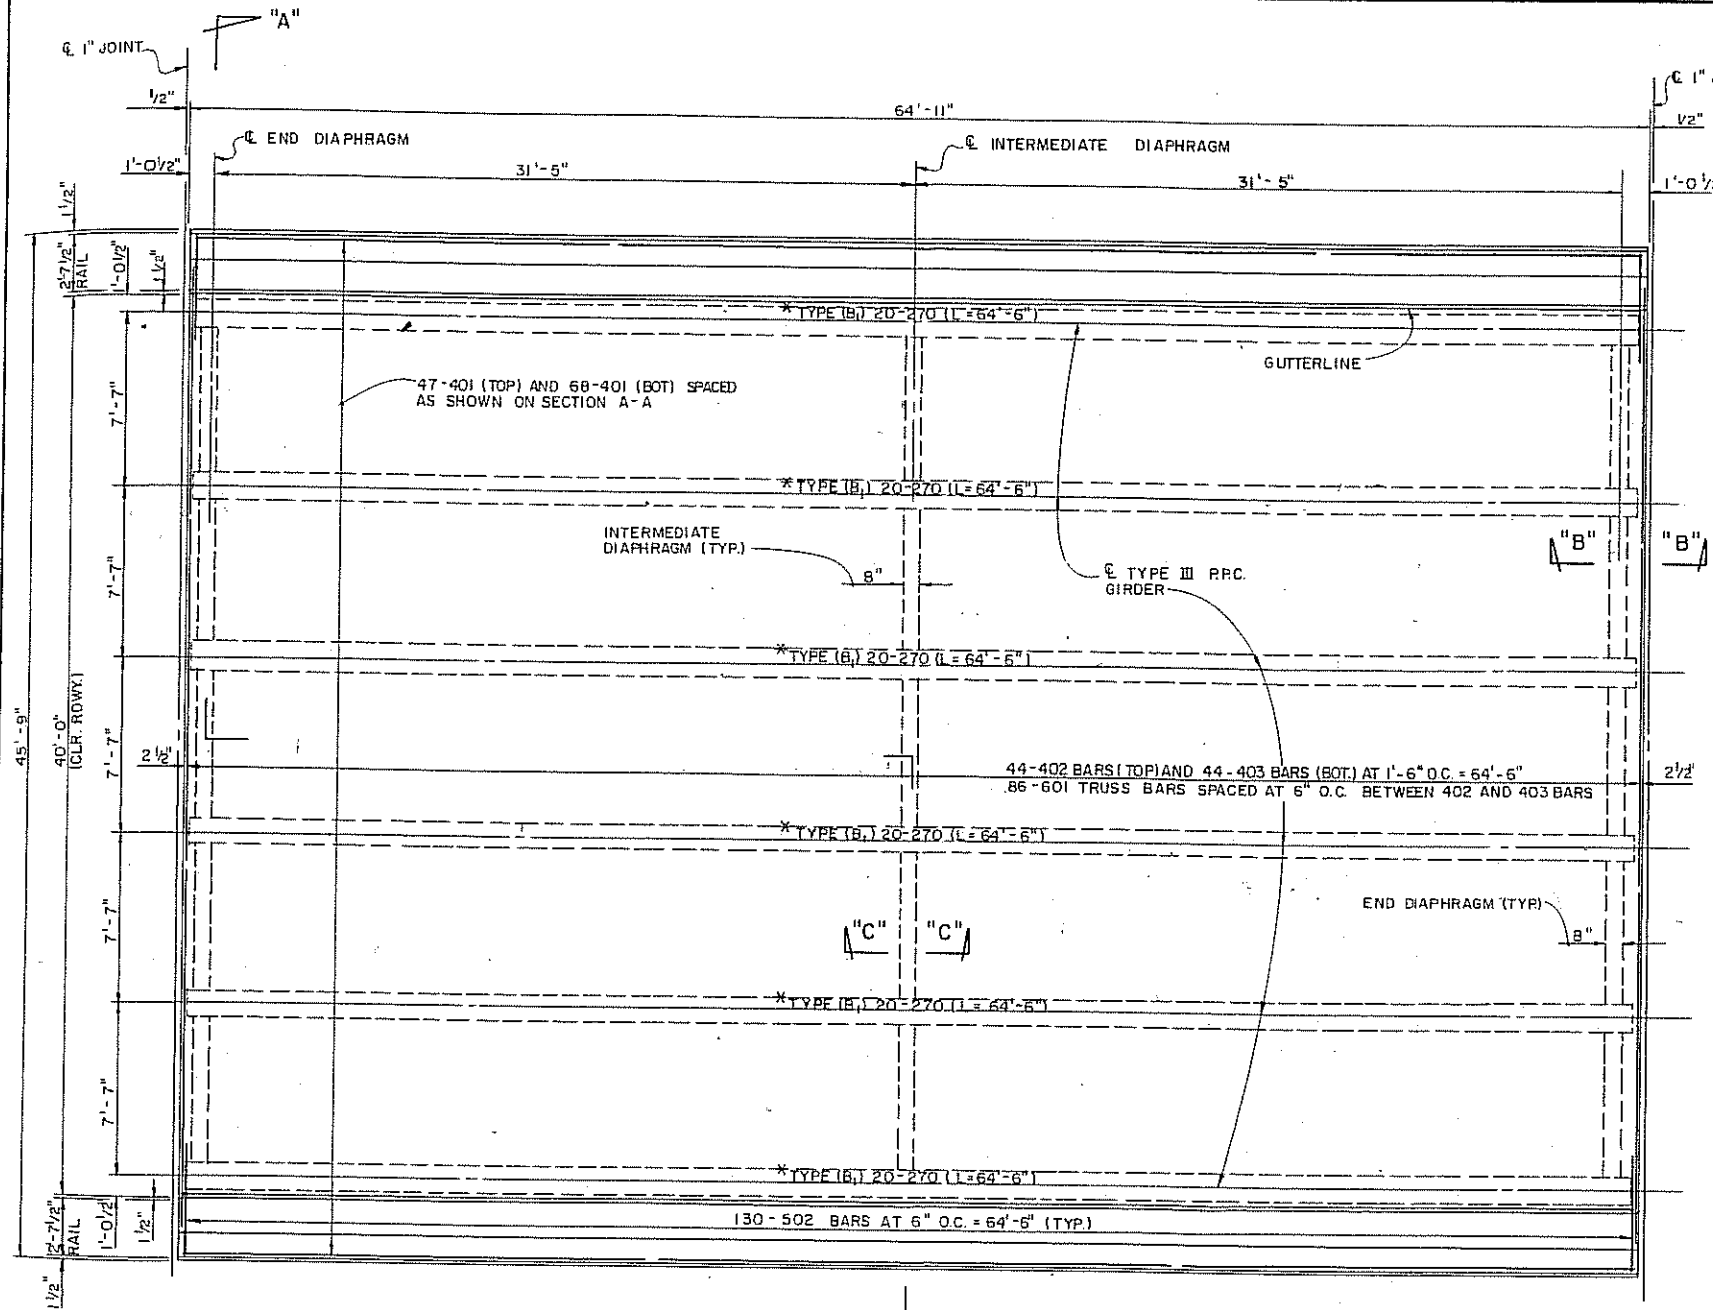 "A"
℄ 1" JOINT
℄ 1"
1/2"
64'-11"
1/2"
℄ END DIAPHRAGM
℄ INTERMEDIATE DIAPHRAGM
1'-0 1/2"
31'-5"
31'-5"
1'-0 1/2
1 1/2"
2'-7 1/2"
RAIL
1'-0 1/2"
1 1/2"
* TYPE (B₁) 20-270 (L=64'-6")
GUTTERLINE
7'-7"
47-401 (TOP) AND 68-401 (BOT) SPACED
AS SHOWN ON SECTION A-A
* TYPE (B₁) 20-270 (L=64'-6")
INTERMEDIATE
DIAPHRAGM (TYP.)
"B"
"B"
7'-7"
8"
℄ TYPE III P.P.C.
GIRDER
* TYPE (B₁) 20-270 (L=64'-6")
45'-9"
40'-0"
(CLR. RDWY.)
7'-7"
2 1/2"
44-402 BARS (TOP) AND 44-403 BARS (BOT.) AT 1'-6" O.C. = 64'-6"
86-601 TRUSS BARS SPACED AT 6" O.C. BETWEEN 402 AND 403 BARS
2 1/2"
* TYPE (B₁) 20-270 (L=64'-6")
7'-7"
END DIAPHRAGM (TYP.)
"C"
"C"
8"
* TYPE (B₁) 20-270 (L=64'-6")
7'-7"
* TYPE (B₁) 20-270 (L=64'-6")
2'-7 1/2"
RAIL
1'-0 1/2"
1 1/2"
130-502 BARS AT 6" O.C. = 64'-6" (TYP.)
1 1/2"